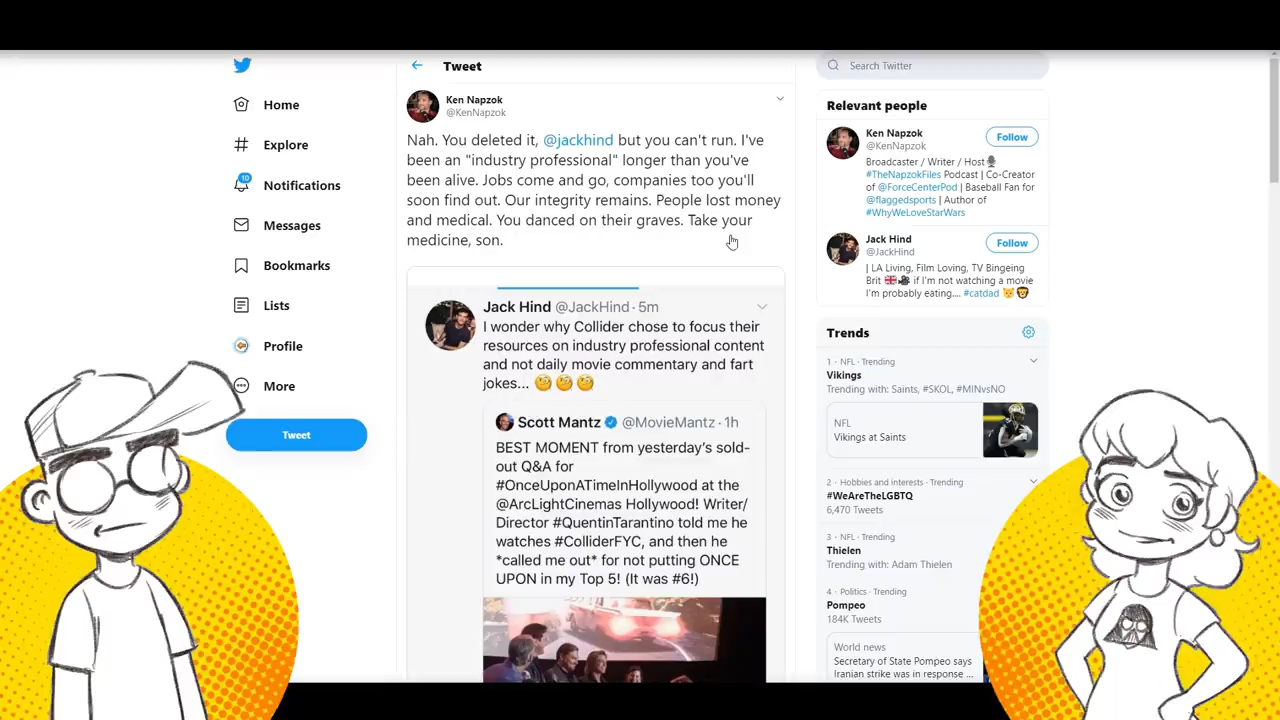 Home
Explore
10
Notifications
Messages
Bookmarks
Lists
Profile
More
Tweet
Tweet
Ken Napzok
@KenNapzok
Nah. You deleted it, @jackhind but you can't run. I've
been an "industry professional" longer than you've
been alive. Jobs come and go, companies too you'll
soon find out. Our integrity remains. People lost money
and medical. You danced on their graves. Take your
medicine, son.
Jack Hind @JackHind · 5m
I wonder why Collider chose to focus their
resources on industry professional content
and not daily movie commentary and fart
jokes... 🧐🧐🧐
Scott Mantz @MovieMantz · 1h
BEST MOMENT from yesterday's sold-
out Q&A for
#OnceUponATimeInHollywood at the
@ArcLightCinemas Hollywood! Writer/
Director #QuentinTarantino told me he
watches #ColliderFYC, and then he
*called me out* for not putting ONCE
UPON in my Top 5! (It was #6!)
Search Twitter
Relevant people
Ken Napzok
@KenNapzok
Follow
Broadcaster / Writer / Host🎙️
#TheNapzokFiles Podcast | Co-Creator
of @ForceCenterPod | Baseball Fan for
@flaggedsports | Author of
#WhyWeLoveStarWars
Jack Hind
@JackHind
Follow
| LA Living, Film Loving, TV Bingeing
Brit 🇬🇧🎥 if I'm not watching a movie
I'm probably eating.... #catdad 😿🦁
Trends
1 · NFL · Trending
Vikings
Trending with: Saints, #SKOL, #MINvsNO
NFL
Vikings at Saints
2 · Hobbies and interests · Trending
#WeAreTheLGBTQ
6,470 Tweets
3 · NFL · Trending
Thielen
Trending with: Adam Thielen
4 · Politics · Trending
Pompeo
184K Tweets
World news
Secretary of State Pompeo says
Iranian strike was in response ...